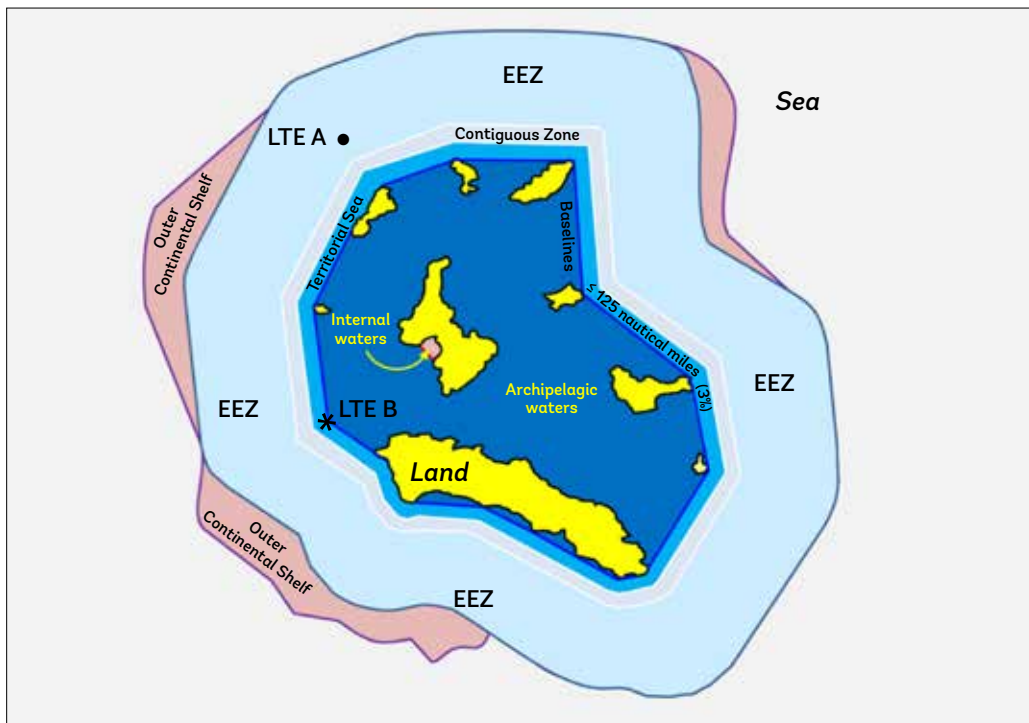 EEZ
Sea
LTE A
Contiguous Zone
Outer
Continental Shelf
Territorial Sea
Baselines
≤ 125 nautical miles (3%)
Internal
waters
Archipelagic
waters
EEZ
EEZ
LTE B
Land
Outer
Continental Shelf
EEZ